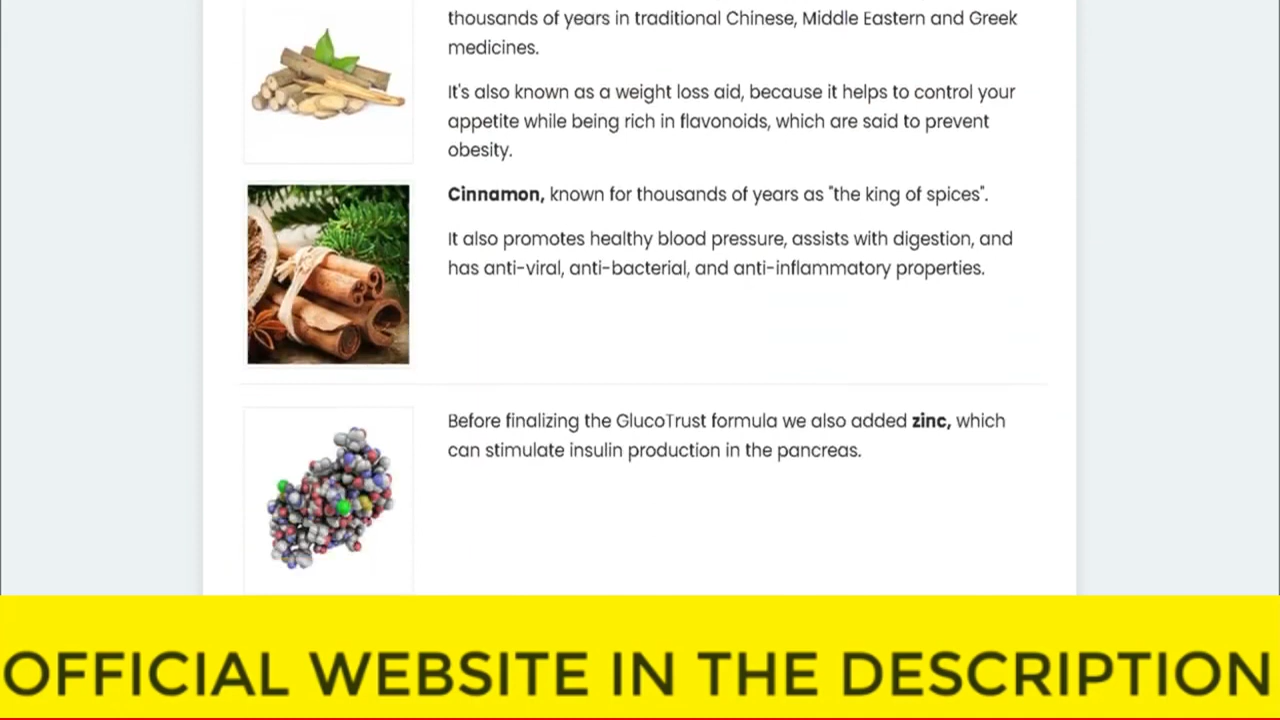 thousands of years in traditional Chinese, Middle Eastern and Greek
medicines.
It's also known as a weight loss aid, because it helps to control your
appetite while being rich in flavonoids, which are said to prevent
obesity.
Cinnamon, known for thousands of years as "the king of spices".
It also promotes healthy blood pressure, assists with digestion, and
has anti-viral, anti-bacterial, and anti-inflammatory properties.
Before finalizing the GlucoTrust formula we also added zinc, which
can stimulate insulin production in the pancreas.
OFFICIAL WEBSITE IN THE DESCRIPTION